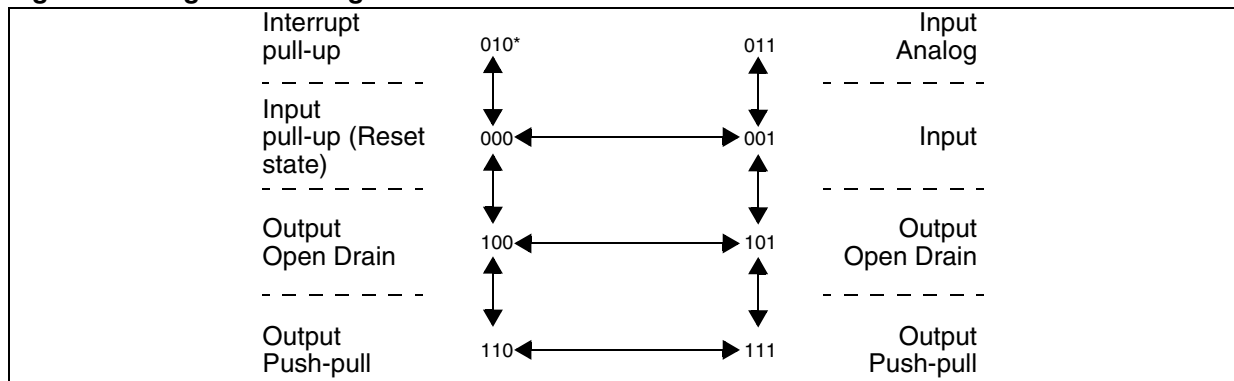 Interrupt
pull-up
010*
011
Input
Analog
Input
pull-up (Reset
state)
000
001
Input
Output
Open Drain
100
101
Output
Open Drain
Output
Push-pull
110
111
Output
Push-pull